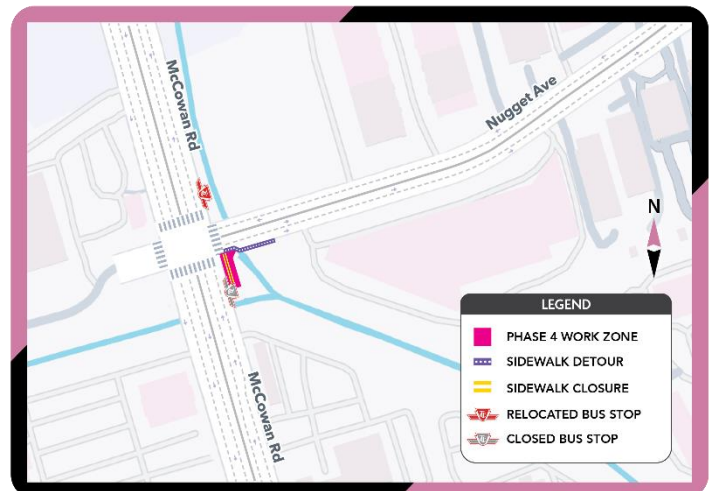 McCowan Rd
Nugget Ave
N
McCowan Rd
LEGEND
PHASE 4 WORK ZONE
SIDEWALK DETOUR
SIDEWALK CLOSURE
RELOCATED BUS STOP
CLOSED BUS STOP